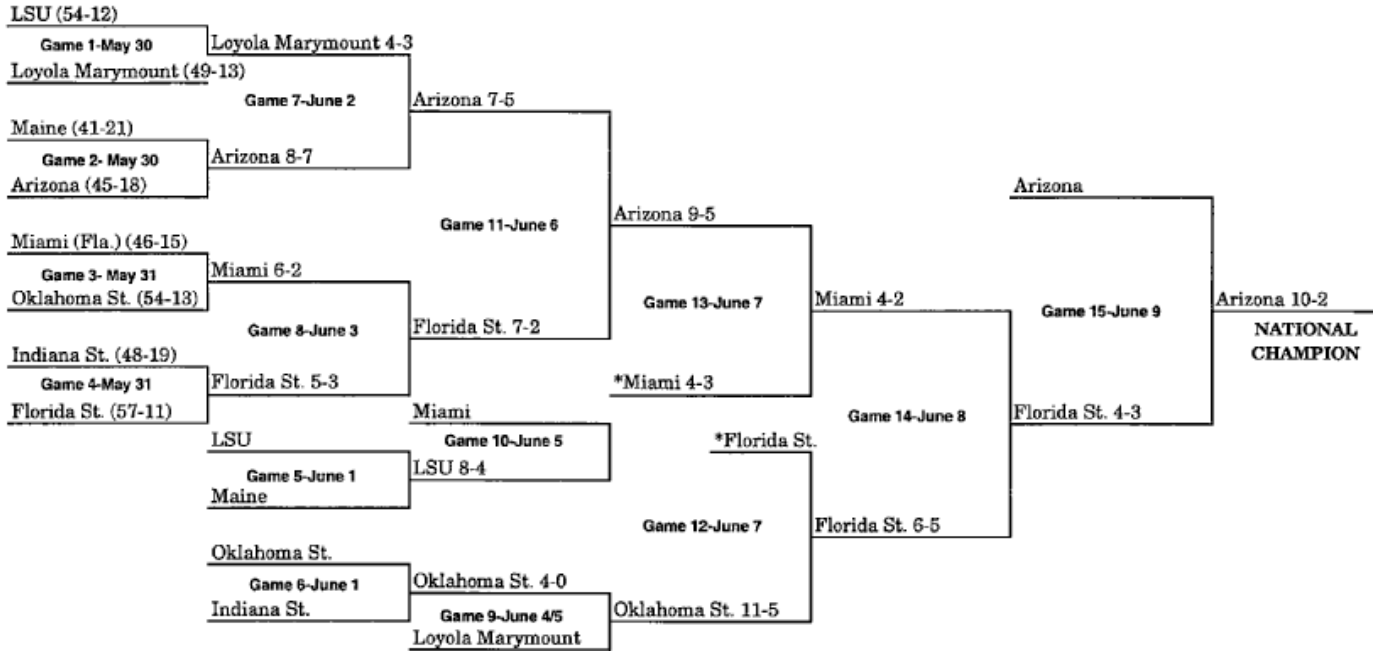 LSU (54-12)
Game 1-May 30
Loyola Marymount 4-3
Loyola Marymount (49-13)
Game 7-June 2
Arizona 7-5
Maine (41-21)
Game 2- May 30
Arizona 8-7
Arizona (45-18)
Arizona
Game 11-June 6
Arizona 9-5
Miami (Fla.) (46-15)
Game 3- May 31
Miami 6-2
Oklahoma St. (54-13)
Game 13-June 7
Miami 4-2
Game 15-June 9
Arizona 10-2
NATIONAL
CHAMPION
Game 8-June 3
Florida St. 7-2
Indiana St. (48-19)
Game 4-May 31
Florida St. 5-3
*Miami 4-3
Florida St. (57-11)
Miami
Game 14-June 8
Florida St. 4-3
LSU
Game 10-June 5
*Florida St.
Game 5-June 1
LSU 8-4
Maine
Game 12-June 7
Florida St. 6-5
Oklahoma St.
Game 6-June 1
Oklahoma St. 4-0
Indiana St.
Game 9-June 4/5
Oklahoma St. 11-5
Loyola Marymount